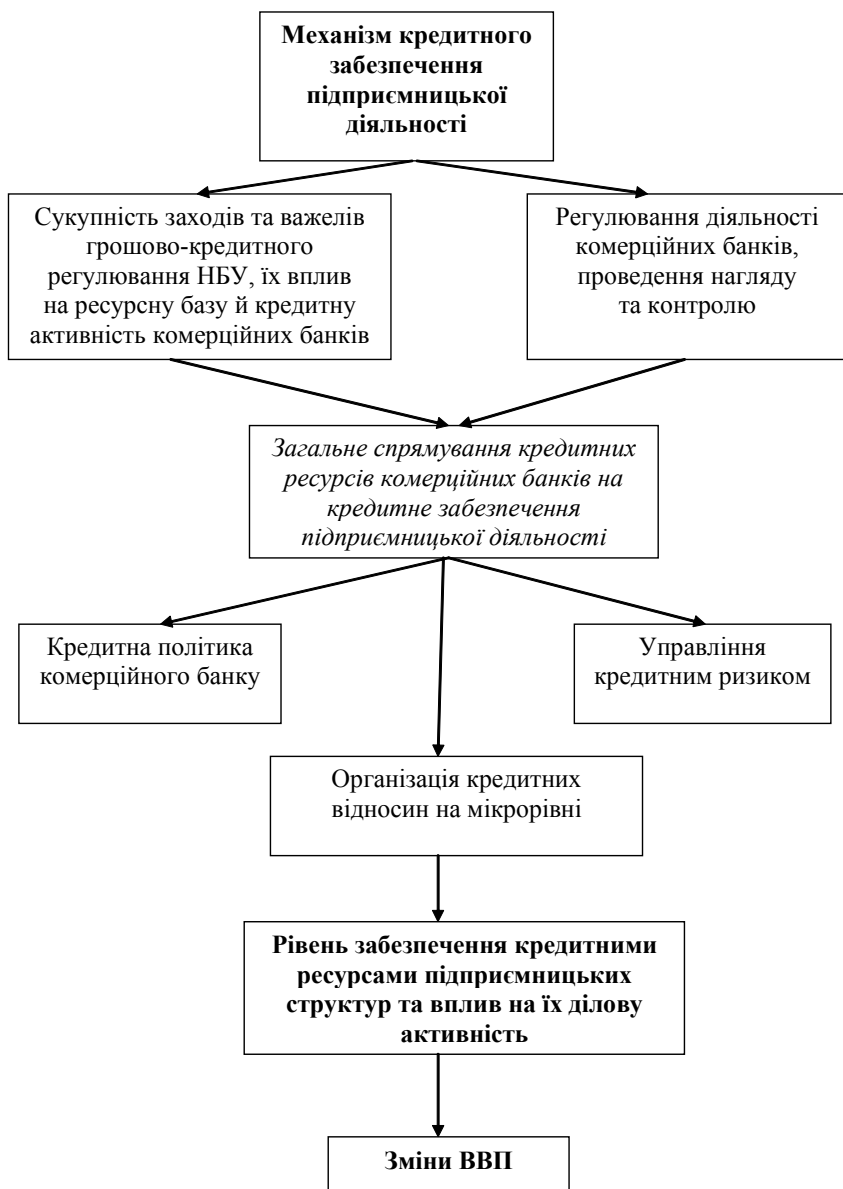 Механізм кредитного
забезпечення
підприємницької
діяльності
Сукупність заходів та важелів
грошово-кредитного
регулювання НБУ, їх вплив
на ресурсну базу й кредитну
активність комерційних банків
Регулювання діяльності
комерційних банків,
проведення нагляду
та контролю
Загальне спрямування кредитних
ресурсів комерційних банків на
кредитне забезпечення
підприємницької діяльності
Кредитна політика
комерційного банку
Управління
кредитним ризиком
Організація кредитних
відносин на мікрорівні
Рівень забезпечення кредитними
ресурсами підприємницьких
структур та вплив на їх ділову
активність
Зміни ВВП